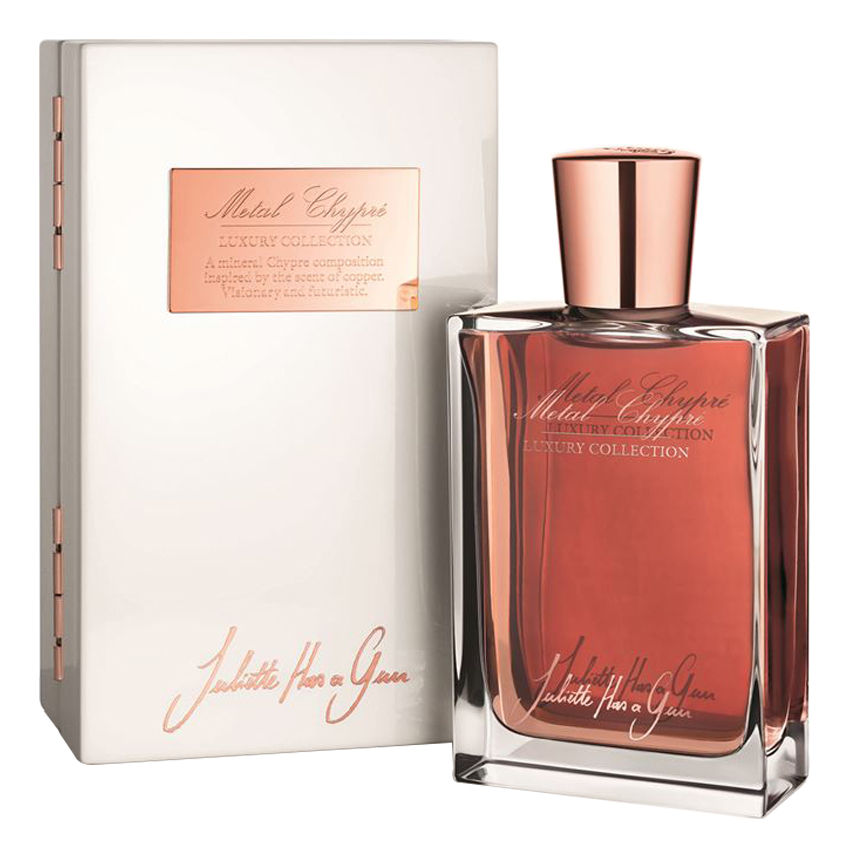 Metal Chypré
LUXURY COLLECTION
A mineral Chypre composition
inspired by the scent of copper.
Visionary and futuristic.
Juliette Has a Gun
Metal Chypré
LUXURY COLLECTION
Juliette Has a Gun